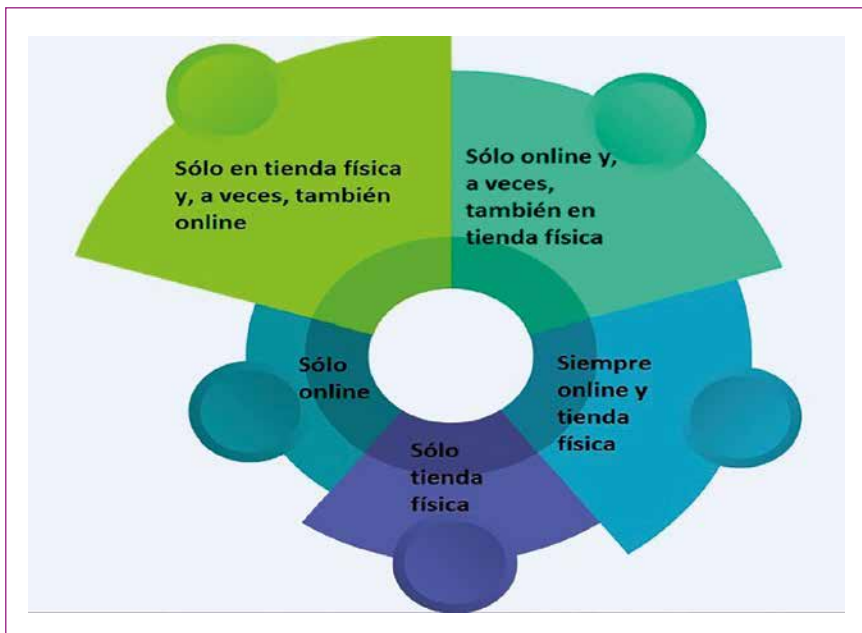 Sólo en tienda física
y, a veces, también
online
Sólo online y,
a veces,
también en
tienda física
Sólo
online
Siempre
online y
tienda
física
Sólo
tienda
física